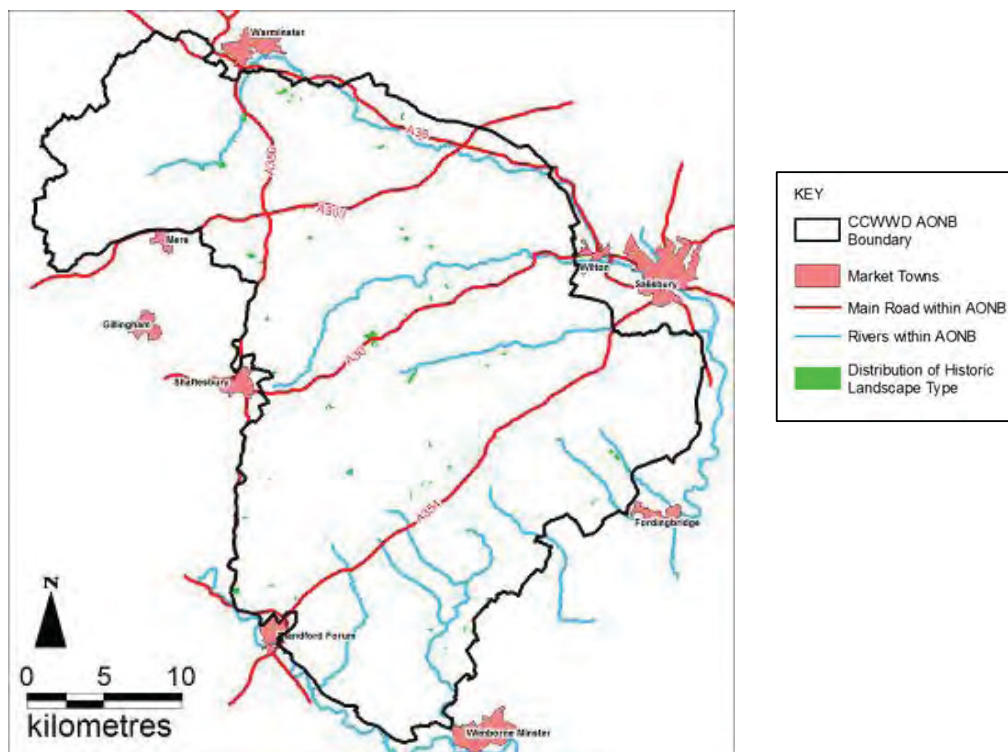 Warminster
A36
A350
A303
Mere
Wilton
Salisbury
Gillingham
A30
Shaftesbury
A354
Fordingbridge
Blandford Forum
Wimborne Minster
N
0 5 10
kilometres
KEY
CCWWD AONB
Boundary
Market Towns
Main Road within AONB
Rivers within AONB
Distribution of Historic
Landscape Type